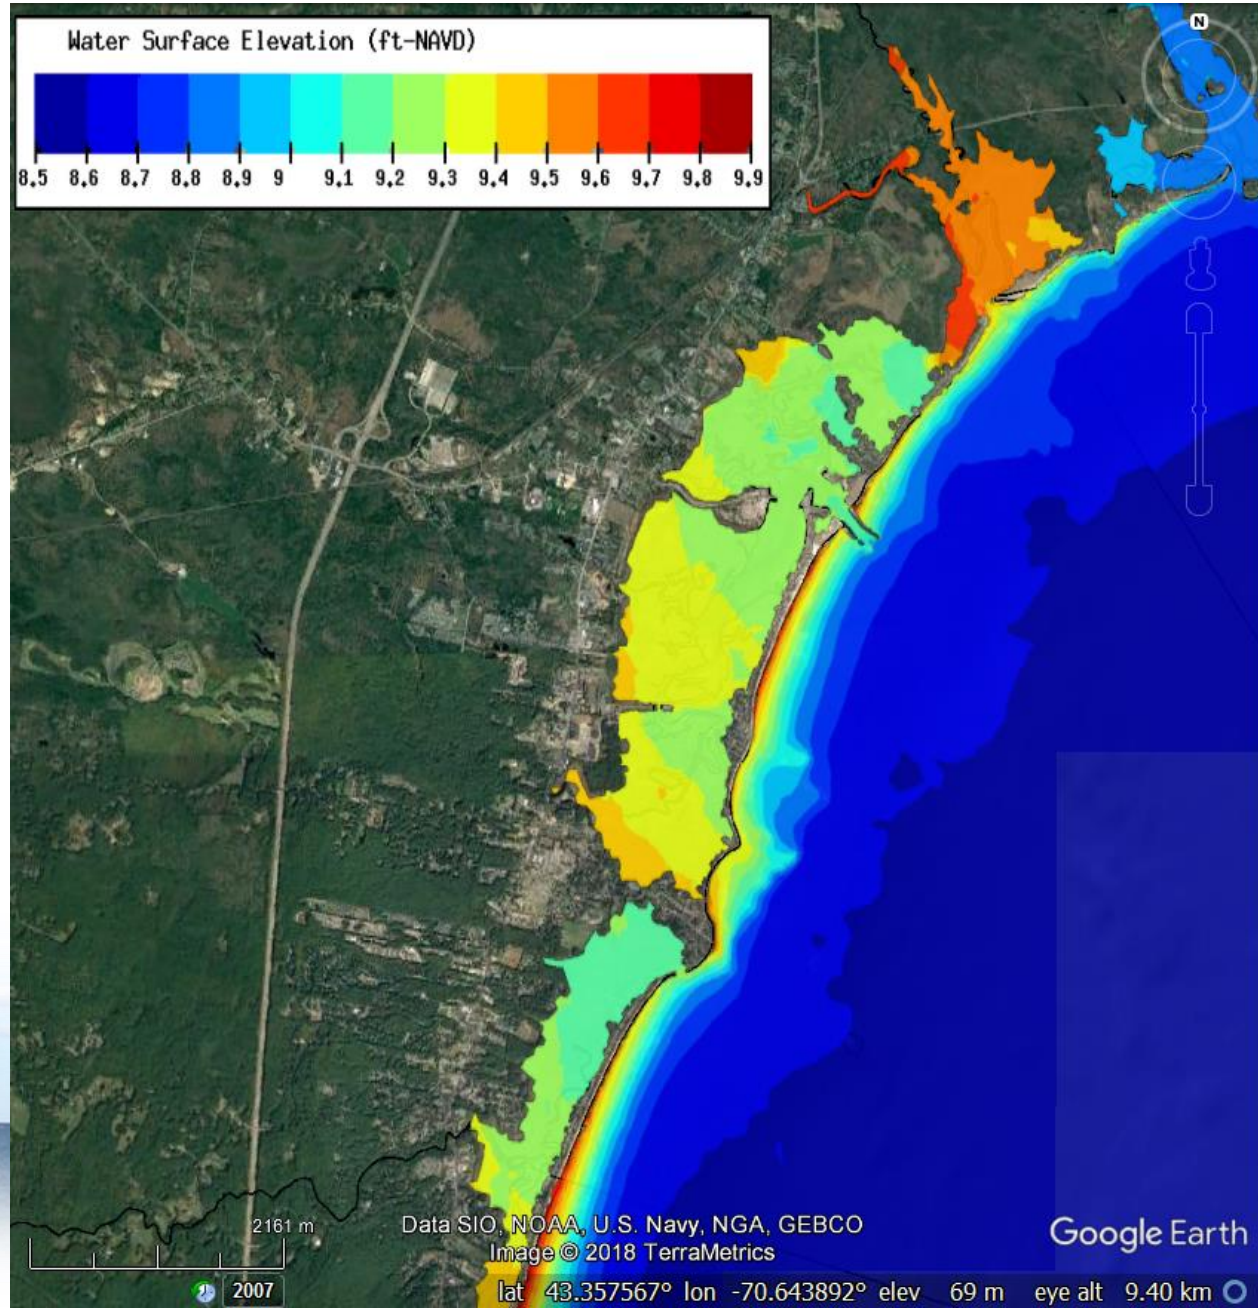 Water Surface Elevation (ft-NAVD)
8.5 8.6 8.7 8.8 8.9 9 9.1 9.2 9.3 9.4 9.5 9.6 9.7 9.8 9.9
N
2161 m
Data SIO, NOAA, U.S. Navy, NGA, GEBCO
Image © 2018 TerraMetrics
Google Earth
2007
lat 43.357567° lon -70.643892° elev 69 m eye alt 9.40 km